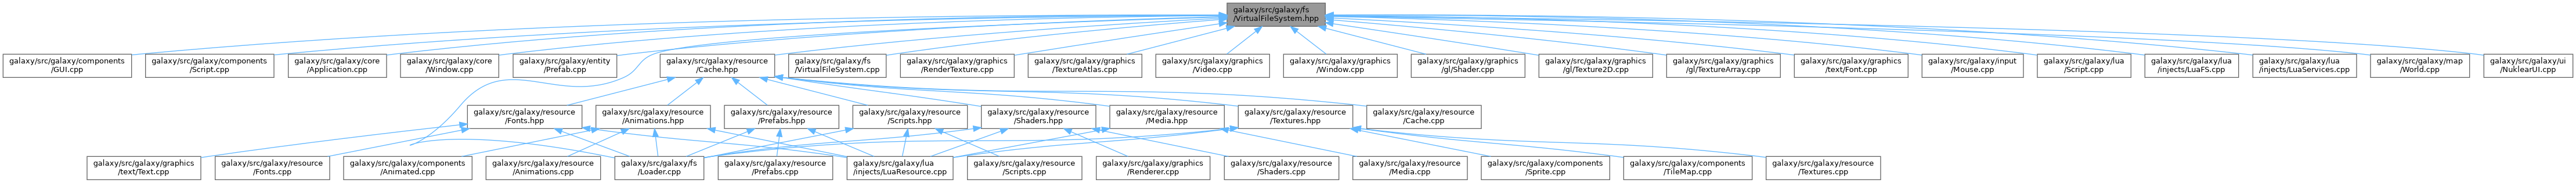 galaxy/src/galaxy/fs
/VirtualFileSystem.hpp
galaxy/src/galaxy/components
/GUI.cpp
galaxy/src/galaxy/components
/Script.cpp
galaxy/src/galaxy/core
/Application.cpp
galaxy/src/galaxy/core
/Window.cpp
galaxy/src/galaxy/entity
/Prefab.cpp
galaxy/src/galaxy/resource
/Cache.hpp
galaxy/src/galaxy/fs
/VirtualFileSystem.cpp
galaxy/src/galaxy/graphics
/RenderTexture.cpp
galaxy/src/galaxy/graphics
/TextureAtlas.cpp
galaxy/src/galaxy/graphics
/Video.cpp
galaxy/src/galaxy/graphics
/Window.cpp
galaxy/src/galaxy/graphics
/gl/Shader.cpp
galaxy/src/galaxy/graphics
/gl/Texture2D.cpp
galaxy/src/galaxy/graphics
/gl/TextureArray.cpp
galaxy/src/galaxy/graphics
/text/Font.cpp
galaxy/src/galaxy/input
/Mouse.cpp
galaxy/src/galaxy/lua
/Script.cpp
galaxy/src/galaxy/lua
/injects/LuaFS.cpp
galaxy/src/galaxy/lua
/injects/LuaServices.cpp
galaxy/src/galaxy/map
/World.cpp
galaxy/src/galaxy/ui
/NuklearUI.cpp
galaxy/src/galaxy/resource
/Fonts.hpp
galaxy/src/galaxy/resource
/Animations.hpp
galaxy/src/galaxy/resource
/Prefabs.hpp
galaxy/src/galaxy/resource
/Scripts.hpp
galaxy/src/galaxy/resource
/Shaders.hpp
galaxy/src/galaxy/resource
/Media.hpp
galaxy/src/galaxy/resource
/Textures.hpp
galaxy/src/galaxy/resource
/Cache.cpp
galaxy/src/galaxy/graphics
/text/Text.cpp
galaxy/src/galaxy/resource
/Fonts.cpp
galaxy/src/galaxy/components
/Animated.cpp
galaxy/src/galaxy/resource
/Animations.cpp
galaxy/src/galaxy/fs
/Loader.cpp
galaxy/src/galaxy/resource
/Prefabs.cpp
galaxy/src/galaxy/lua
/injects/LuaResource.cpp
galaxy/src/galaxy/resource
/Scripts.cpp
galaxy/src/galaxy/graphics
/Renderer.cpp
galaxy/src/galaxy/resource
/Shaders.cpp
galaxy/src/galaxy/resource
/Media.cpp
galaxy/src/galaxy/components
/Sprite.cpp
galaxy/src/galaxy/components
/TileMap.cpp
galaxy/src/galaxy/resource
/Textures.cpp